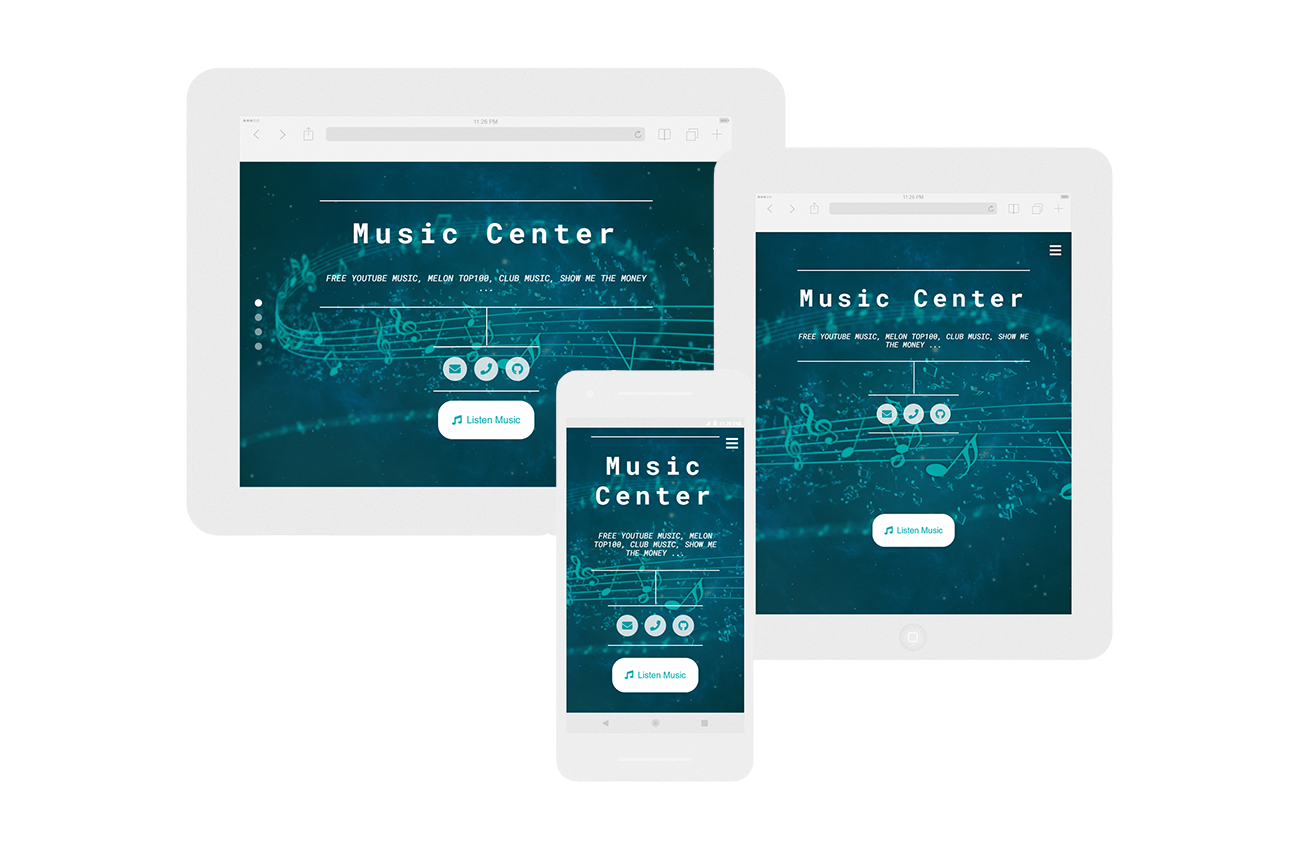 11:26 PM
Music Center
FREE YOUTUBE MUSIC, MELON TOP100, CLUB MUSIC, SHOW ME THE MONEY
...
Listen Music
11:26 PM
Music Center
FREE YOUTUBE MUSIC, MELON TOP100, CLUB MUSIC, SHOW ME
THE MONEY ...
Listen Music
Music
Center
FREE YOUTUBE MUSIC, MELON
TOP100, CLUB MUSIC, SHOW ME
THE MONEY ...
Listen Music